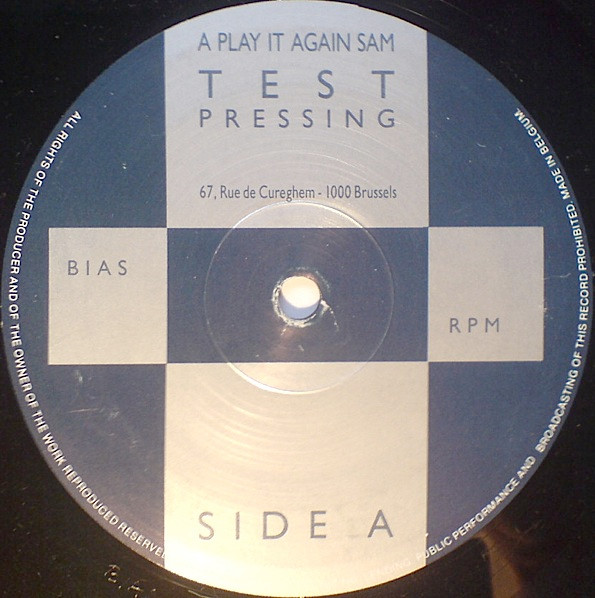 A PLAY IT AGAIN SAM
TEST
PRESSING
67, Rue de Cureghem - 1000 Brussels
BIAS
RPM
SIDE A
ALL RIGHTS OF THE PRODUCER AND OF THE OWNER OF THE WORK REPRODUCED RESERVED
PUBLIC PERFORMANCE AND BROADCASTING OF THIS RECORD PROHIBITED. MADE IN BELGIUM.